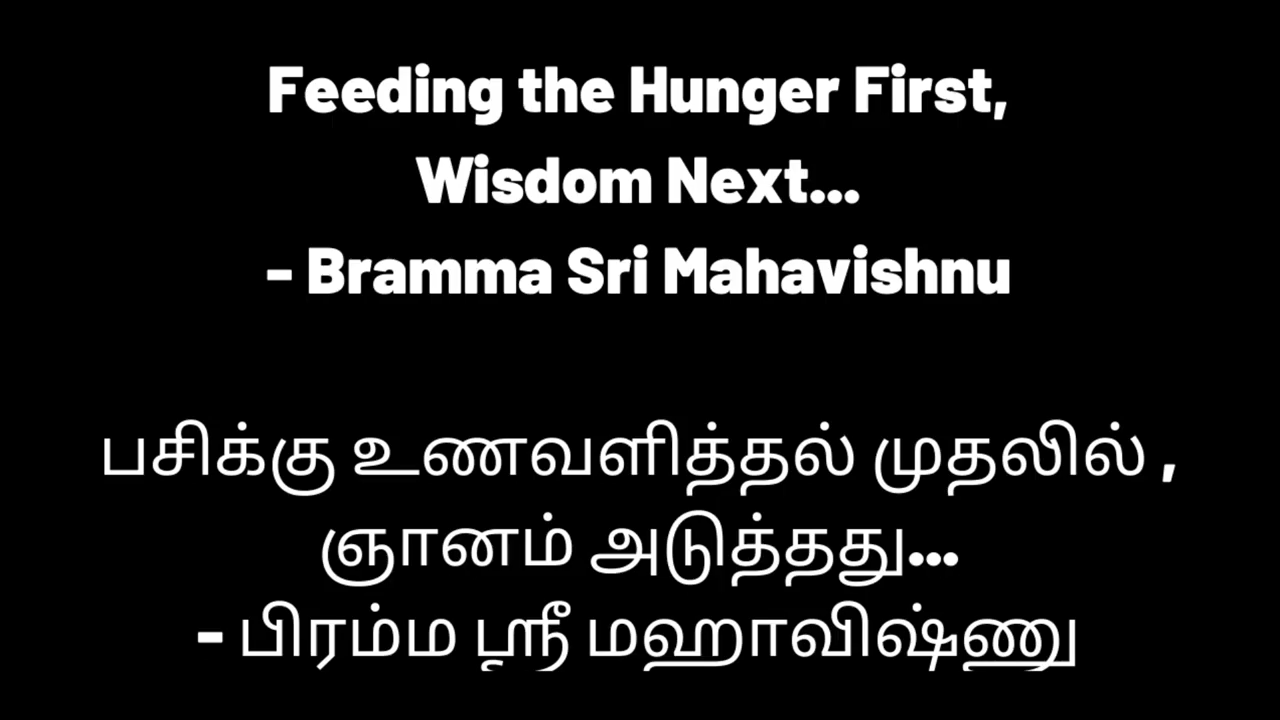 Feeding the Hunger First,
Wisdom Next...
- Bramma Sri Mahavishnu
பசிக்கு உணவளித்தல் முதலில் ,
ஞானம் அடுத்தது...
- பிரம்ம ஸ்ரீ மஹாவிஷ்ணு